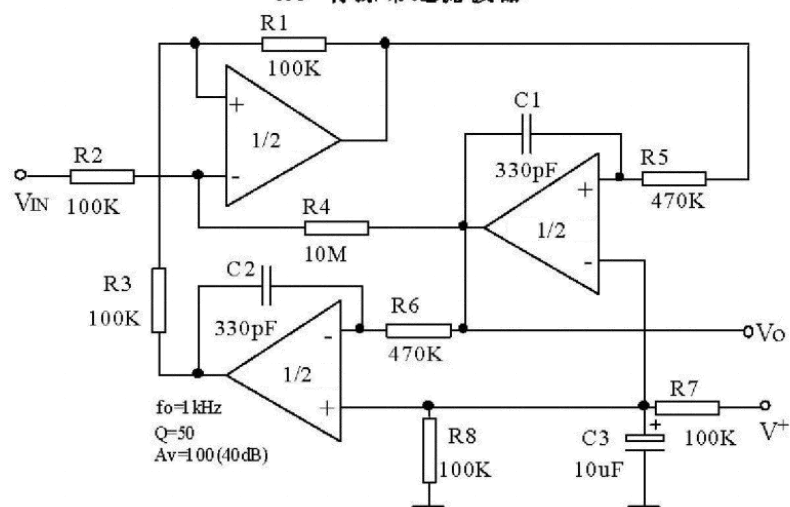 R1
100K
+
1/2
-
R2
VIN
100K
C1
330pF
R5
+
470K
1/2
-
R4
10M
R3
100K
C2
330pF
R6
-
470K
1/2
+
VO
fo=1kHz
Q=50
Av=100(40dB)
R8
100K
C3
+
10uF
R7
100K
V+